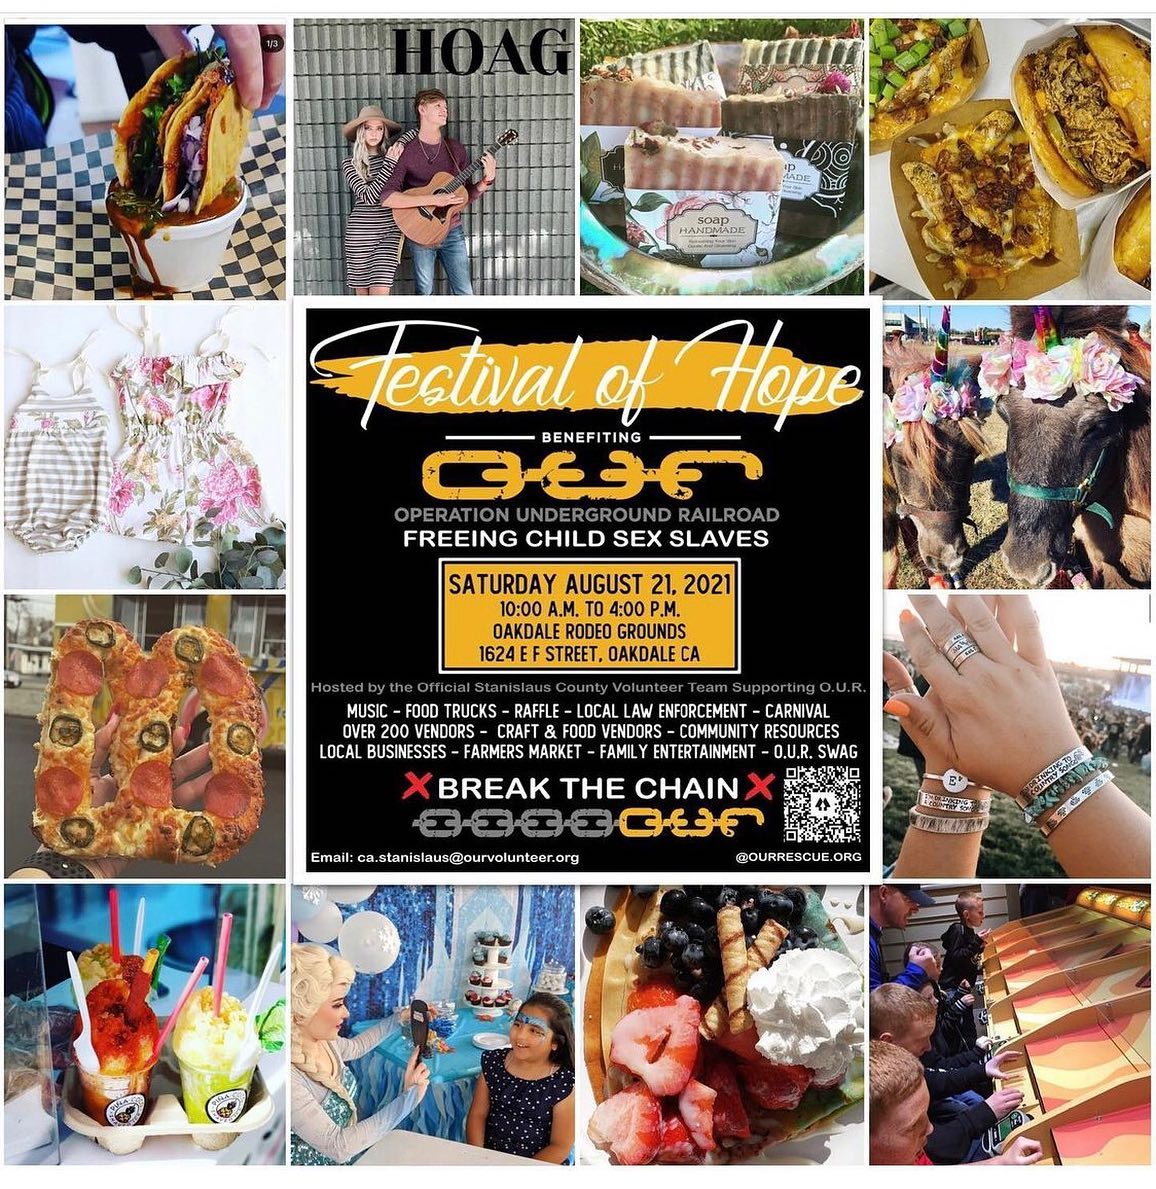 1/3
HOAG
soap
HANDMADE
Festival of Hope
BENEFITING
OUR
OPERATION UNDERGROUND RAILROAD
FREEING CHILD SEX SLAVES
SATURDAY AUGUST 21, 2021
10:00 A.M. TO 4:00 P.M.
OAKDALE RODEO GROUNDS
1624 E F STREET, OAKDALE CA
Hosted by the Official Stanislaus County Volunteer Team Supporting O.U.R.
MUSIC - FOOD TRUCKS - RAFFLE - LOCAL LAW ENFORCEMENT - CARNIVAL
OVER 200 VENDORS - CRAFT & FOOD VENDORS - COMMUNITY RESOURCES
LOCAL BUSINESSES - FARMERS MARKET - FAMILY ENTERTAINMENT - O.U.R. SWAG
BREAK THE CHAIN
OUR
Email: ca.stanislaus@ourvolunteer.org
@OURRESCUE.ORG
E